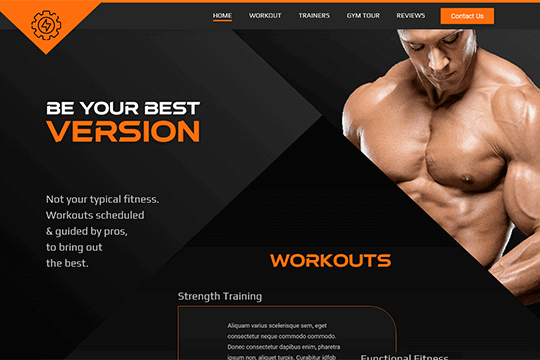 HOME WORKOUT TRAINERS GYM TOUR REVIEWS Contact Us
BE YOUR BEST
VERSION
Not your typical fitness.
Workouts scheduled
& guided by pros,
to bring out
the best.
WORKOUTS
Strength Training
Aliquam varius scelerisque sem, eget
consectetur neque commodo commodo.
Donec consectetur dapibus enim, pharetra
ipsum non, aliquet turpis. Curabitur idfgb
Functional Fitness